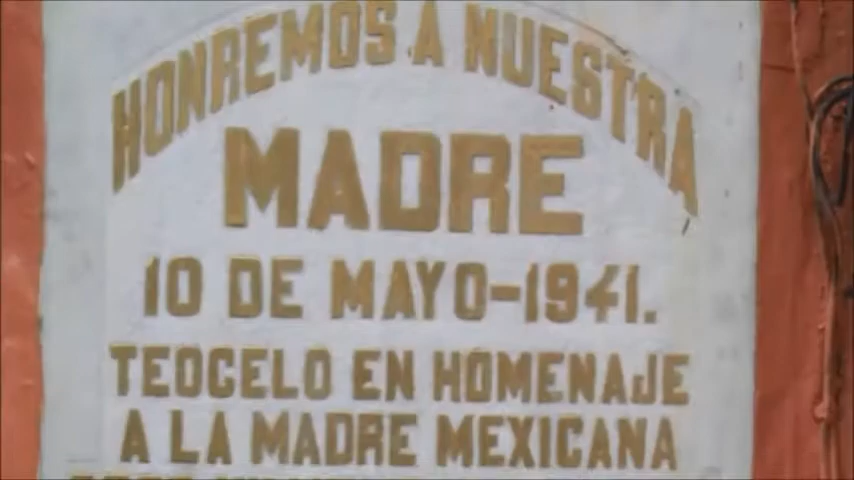 HONREMOS A NUESTRA
MADRE
10 DE MAYO-1941.
TEOCELO EN HOMENAJE
A LA MADRE MEXICANA